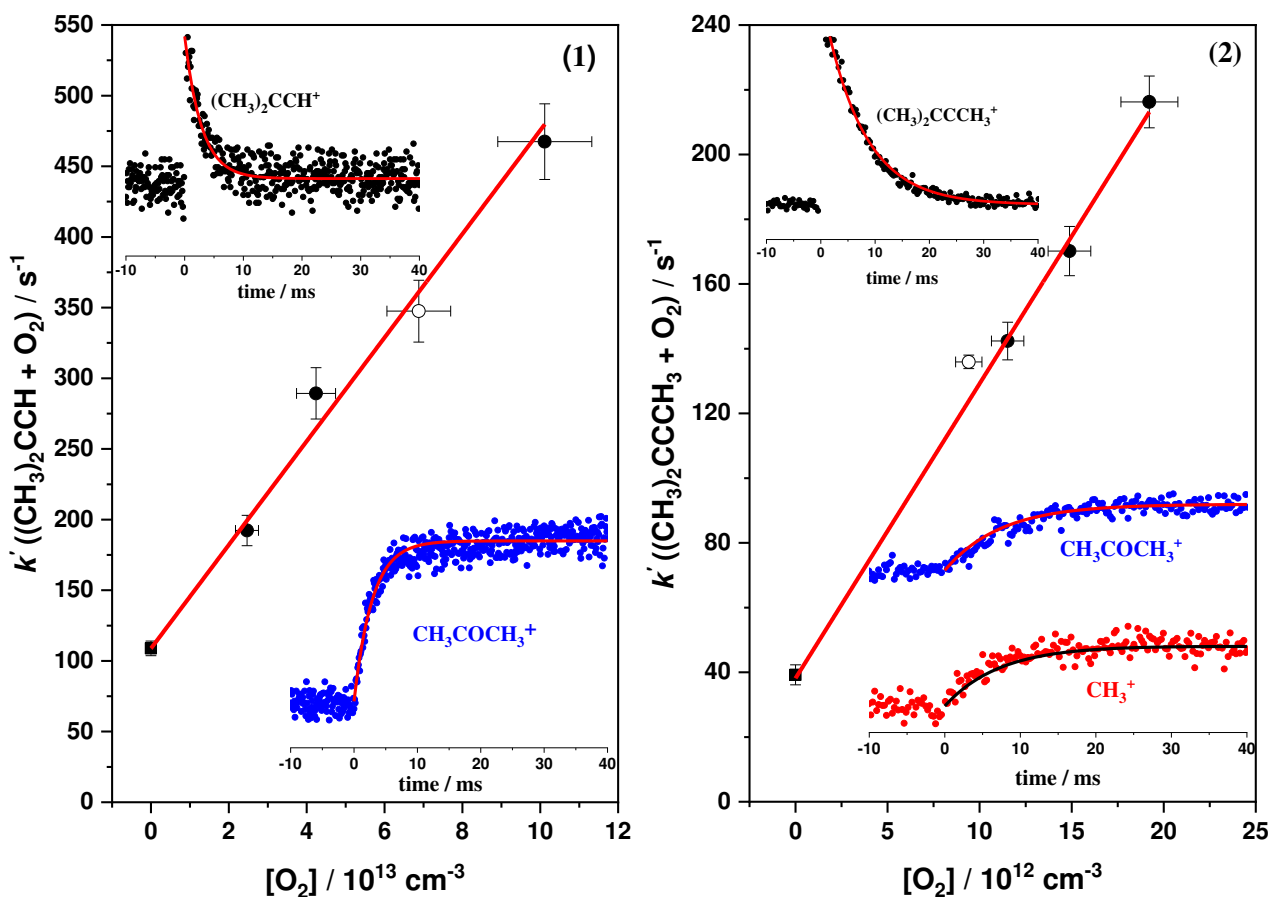 (1)
k′ ((CH₃)₂CCH + O₂) / s⁻¹
550
500
450
400
350
300
250
200
150
100
50
0
(CH₃)₂CCH⁺
-10 0 10 20 30 40
time / ms
CH₃COCH₃⁺
-10 0 10 20 30 40
time / ms
0 2 4 6 8 10 12
[O₂] / 10¹³ cm⁻³
(2)
k′ ((CH₃)₂CCCH₃ + O₂) / s⁻¹
240
200
160
120
80
40
0
(CH₃)₂CCCH₃⁺
-10 0 10 20 30 40
time / ms
CH₃COCH₃⁺
CH₃⁺
-10 0 10 20 30 40
time / ms
0 5 10 15 20 25
[O₂] / 10¹² cm⁻³